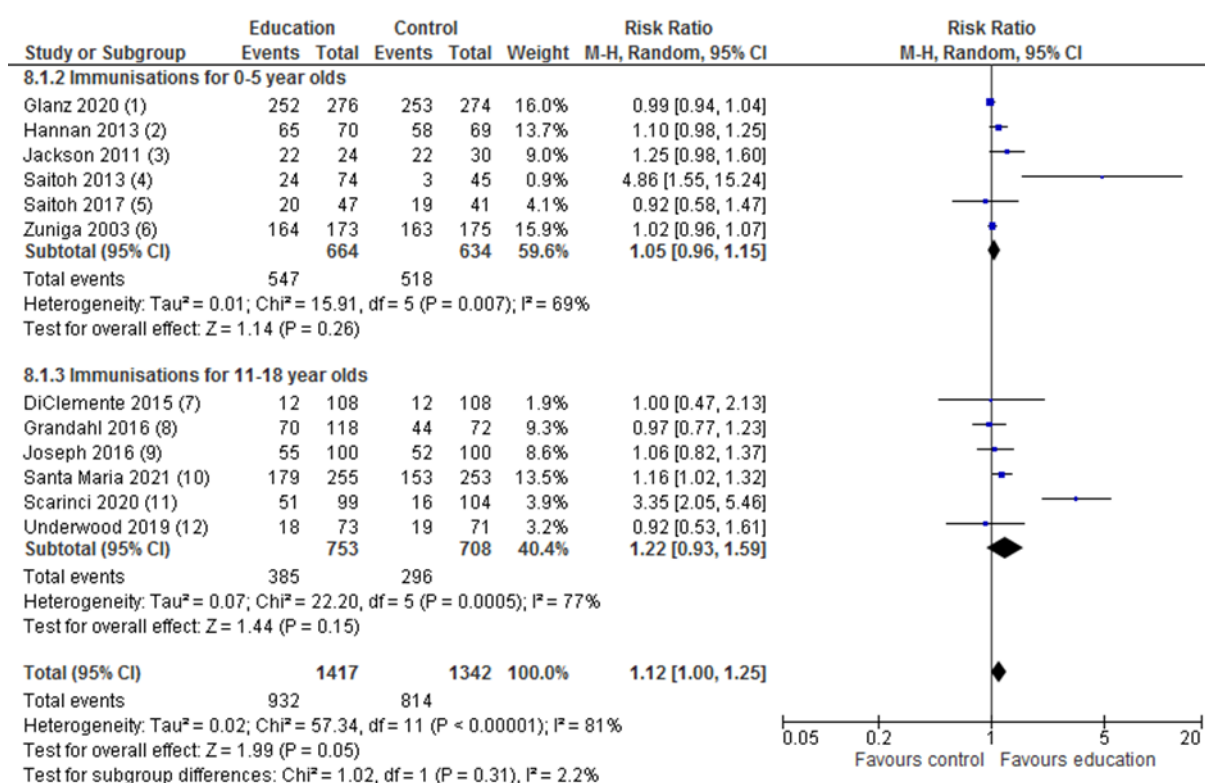 Education Control Risk Ratio Risk Ratio
Study or Subgroup Events Total Events Total Weight M-H, Random, 95% CI M-H, Random, 95% CI
8.1.2 Immunisations for 0-5 year olds
Glanz 2020 (1) 252 276 253 274 16.0% 0.99 [0.94, 1.04]
Hannan 2013 (2) 65 70 58 69 13.7% 1.10 [0.98, 1.25]
Jackson 2011 (3) 22 24 22 30 9.0% 1.25 [0.98, 1.60]
Saitoh 2013 (4) 24 74 3 45 0.9% 4.86 [1.55, 15.24]
Saitoh 2017 (5) 20 47 19 41 4.1% 0.92 [0.58, 1.47]
Zuniga 2003 (6) 164 173 163 175 15.9% 1.02 [0.96, 1.07]
Subtotal (95% CI) 664 634 59.6% 1.05 [0.96, 1.15]
Total events 547 518
Heterogeneity: Tau² = 0.01; Chi² = 15.91, df = 5 (P = 0.007); I² = 69%
Test for overall effect: Z = 1.14 (P = 0.26)
8.1.3 Immunisations for 11-18 year olds
DiClemente 2015 (7) 12 108 12 108 1.9% 1.00 [0.47, 2.13]
Grandahl 2016 (8) 70 118 44 72 9.3% 0.97 [0.77, 1.23]
Joseph 2016 (9) 55 100 52 100 8.6% 1.06 [0.82, 1.37]
Santa Maria 2021 (10) 179 255 153 253 13.5% 1.16 [1.02, 1.32]
Scarinci 2020 (11) 51 99 16 104 3.9% 3.35 [2.05, 5.46]
Underwood 2019 (12) 18 73 19 71 3.2% 0.92 [0.53, 1.61]
Subtotal (95% CI) 753 708 40.4% 1.22 [0.93, 1.59]
Total events 385 296
Heterogeneity: Tau² = 0.07; Chi² = 22.20, df = 5 (P = 0.0005); I² = 77%
Test for overall effect: Z = 1.44 (P = 0.15)
Total (95% CI) 1417 1342 100.0% 1.12 [1.00, 1.25]
Total events 932 814
Heterogeneity: Tau² = 0.02; Chi² = 57.34, df = 11 (P < 0.00001); I² = 81%
Test for overall effect: Z = 1.99 (P = 0.05)
Test for subgroup differences: Chi² = 1.02, df = 1 (P = 0.31), I² = 2.2%
0.05 0.2 1 5 20
Favours control Favours education